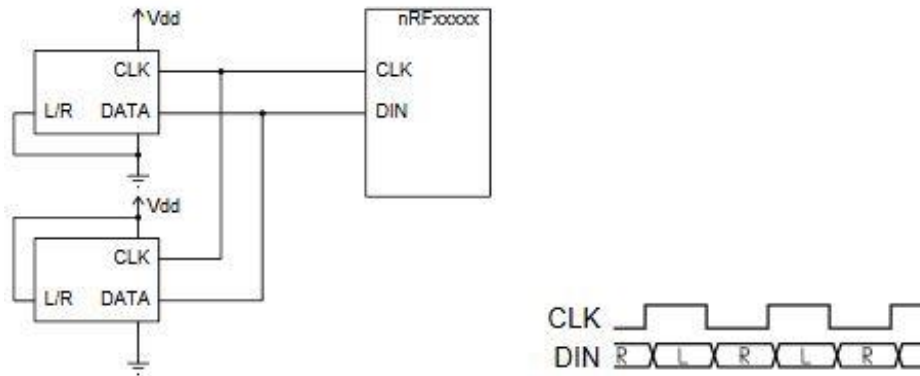 Vdd
nRFxxxxx
CLK
CLK
L/R
DATA
DIN
Vdd
CLK
L/R
DATA
CLK
DIN
R L R L R